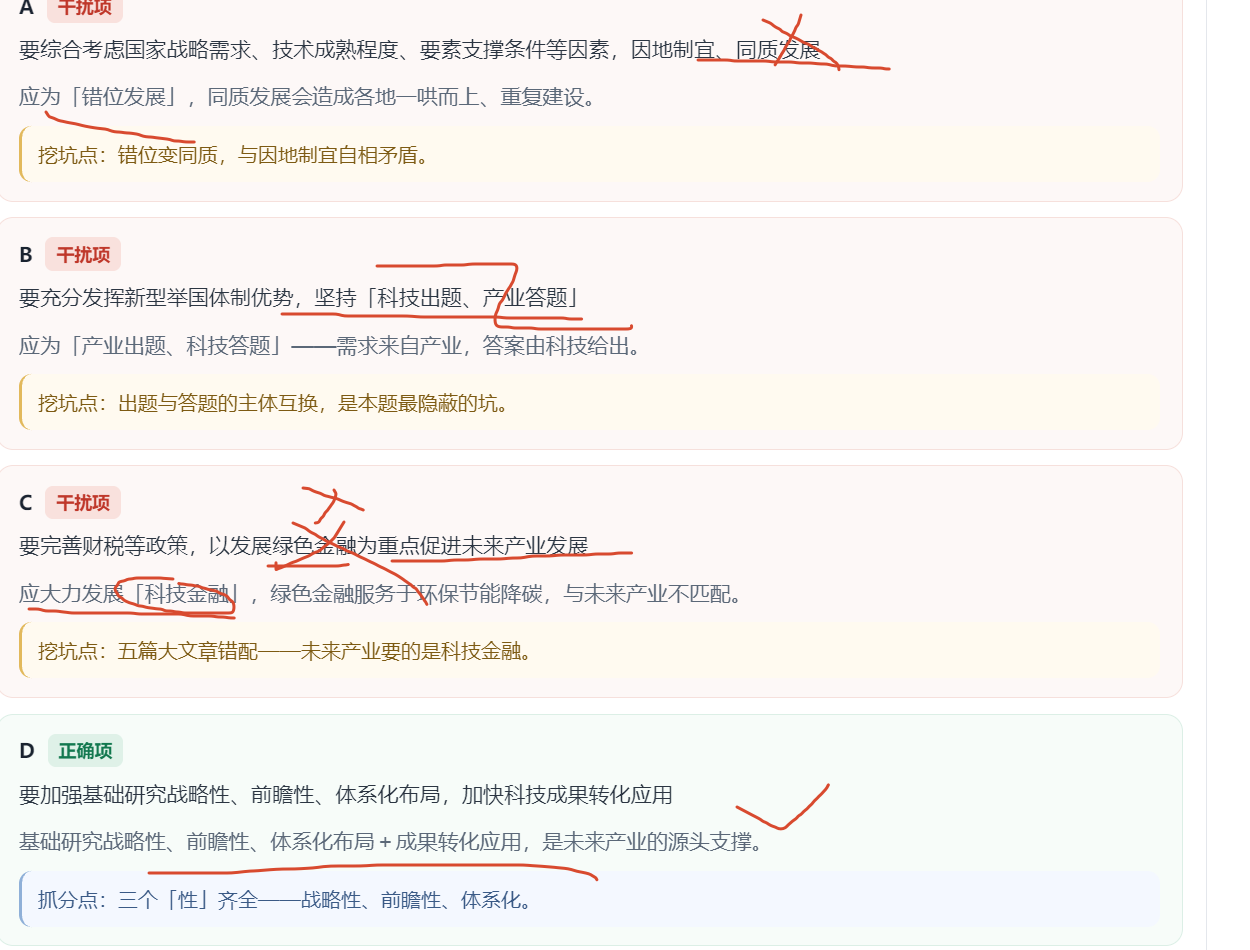 A 干扰项
要综合考虑国家战略需求、技术成熟程度、要素支撑条件等因素，因地制宜、同质发展
应为「错位发展」，同质发展会造成各地一哄而上、重复建设。
挖坑点：错位变同质，与因地制宜自相矛盾。
B 干扰项
要充分发挥新型举国体制优势，坚持「科技出题、产业答题」
应为「产业出题、科技答题」——需求来自产业，答案由科技给出。
挖坑点：出题与答题的主体互换，是本题最隐蔽的坑。
C 干扰项
要完善财税等政策，以发展绿色金融为重点促进未来产业发展
应大力发展「科技金融」，绿色金融服务于环保节能降碳，与未来产业不匹配。
挖坑点：五篇大文章错配——未来产业要的是科技金融。
D 正确项
要加强基础研究战略性、前瞻性、体系化布局，加快科技成果转化应用
基础研究战略性、前瞻性、体系化布局 + 成果转化应用，是未来产业的源头支撑。
抓分点：三个「性」齐全——战略性、前瞻性、体系化。